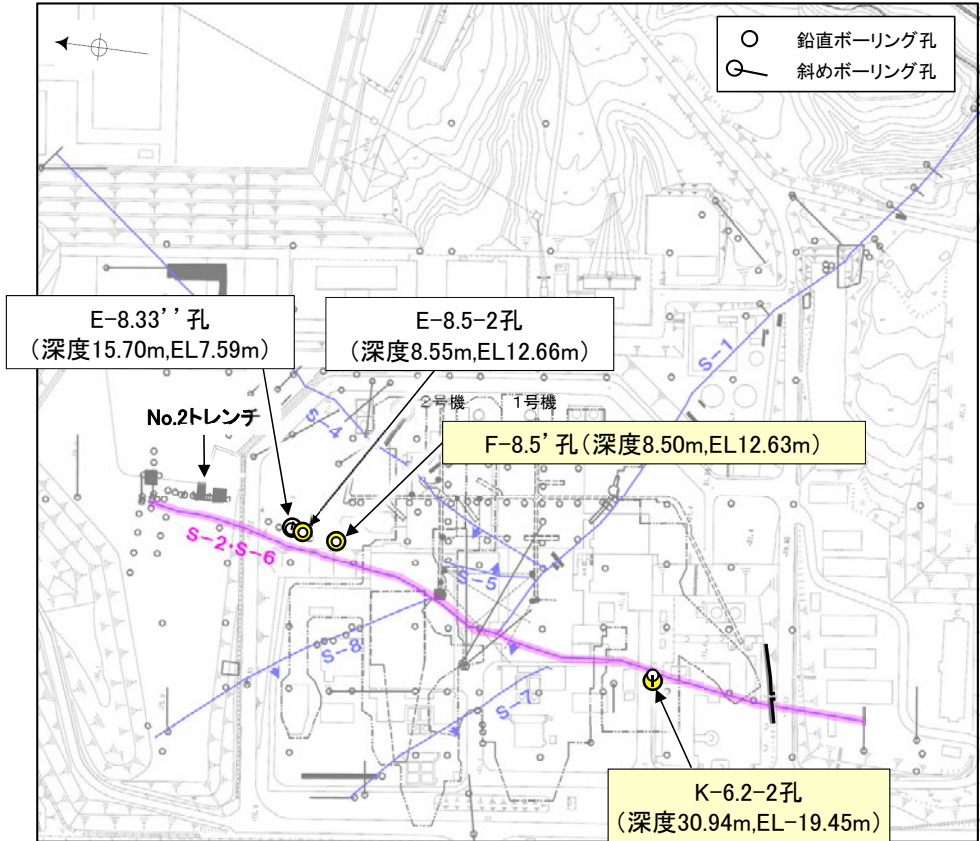 鉛直ボーリング孔
斜めボーリング孔
E-8.33’’孔
(深度15.70m,EL7.59m)
E-8.5-2孔
(深度8.55m,EL12.66m)
S-1
No.2トレンチ
S-4
2号機
1号機
F-8.5’孔(深度8.50m,EL12.63m)
S-2・S-6
S-5
S-8
S-7
K-6.2-2孔
(深度30.94m,EL-19.45m)